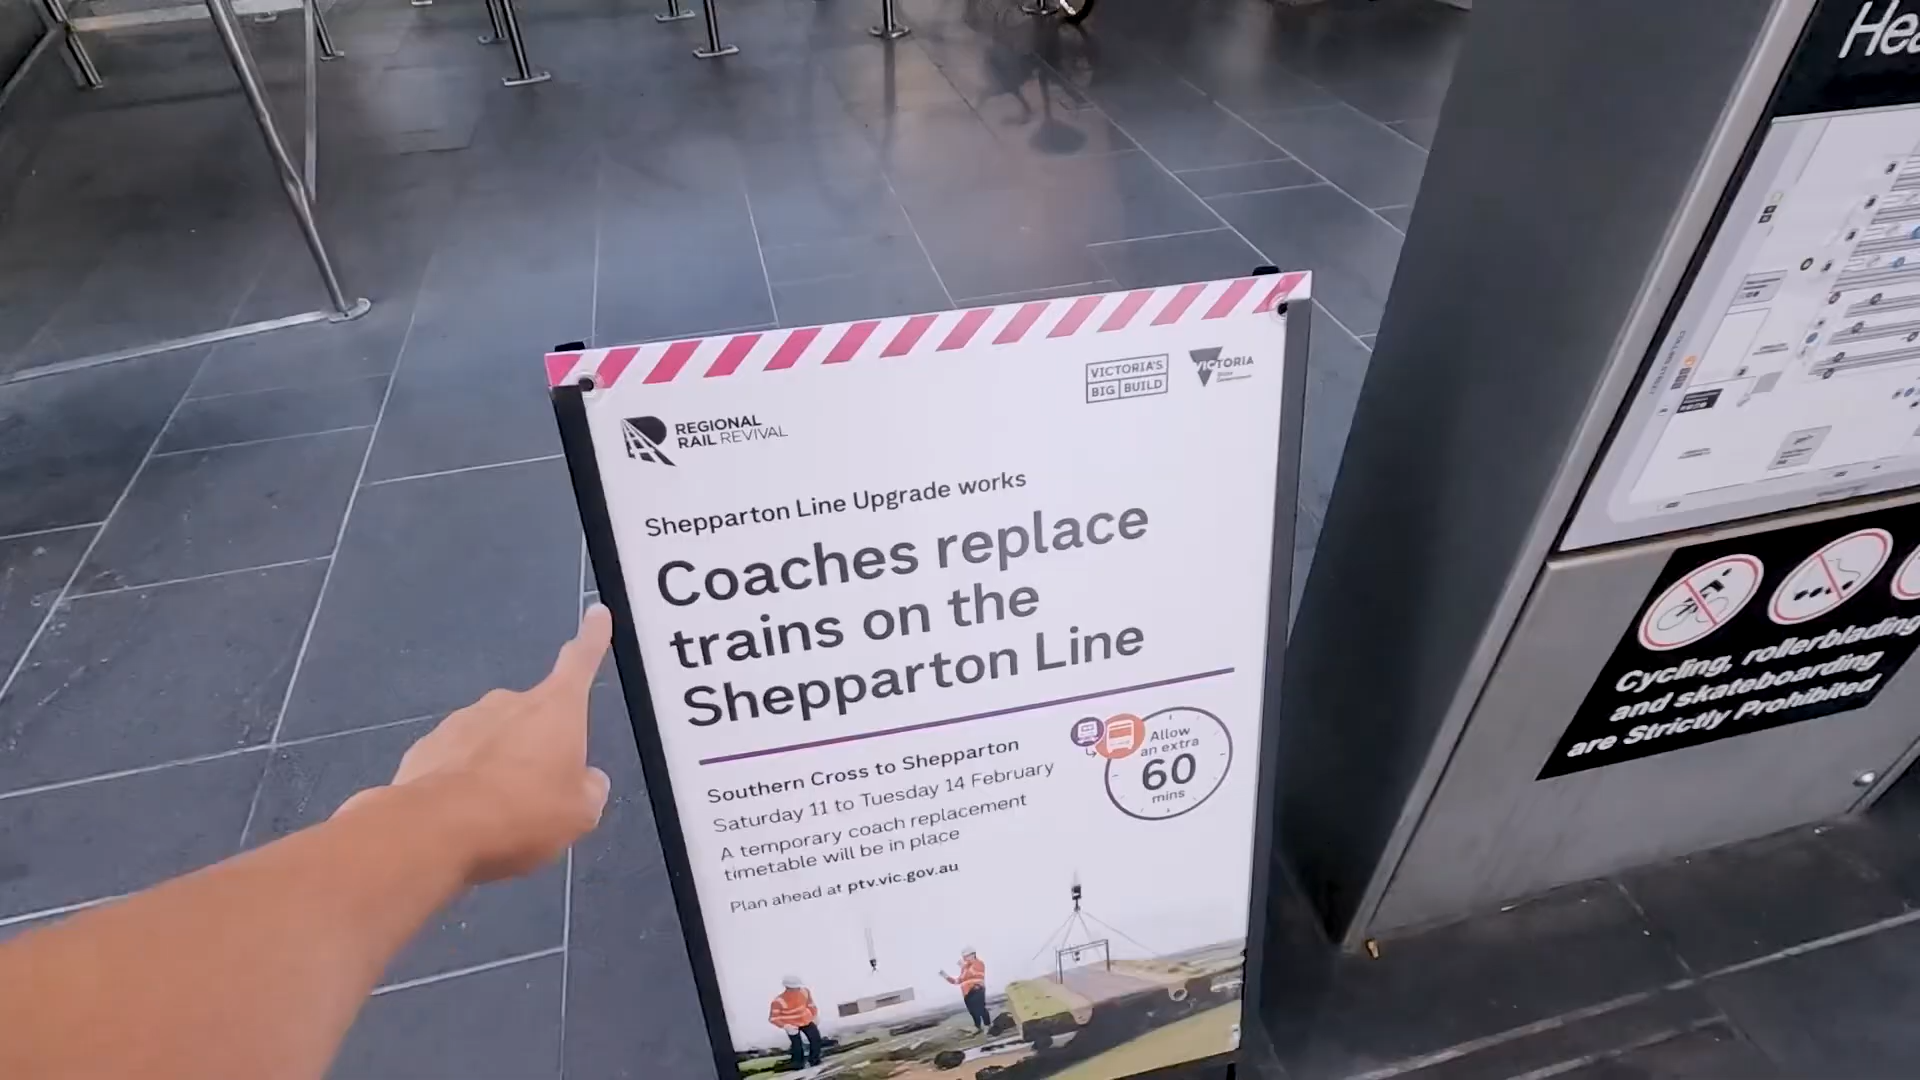 VICTORIA'S
BIG BUILD
VICTORIA
State
Government
REGIONAL
RAIL REVIVAL
Shepparton Line Upgrade works
Coaches replace
trains on the
Shepparton Line
Southern Cross to Shepparton
Saturday 11 to Tuesday 14 February
A temporary coach replacement
timetable will be in place
Plan ahead at ptv.vic.gov.au
Allow
an extra
60
mins
Cycling, rollerblading
and skateboarding
are Strictly Prohibited